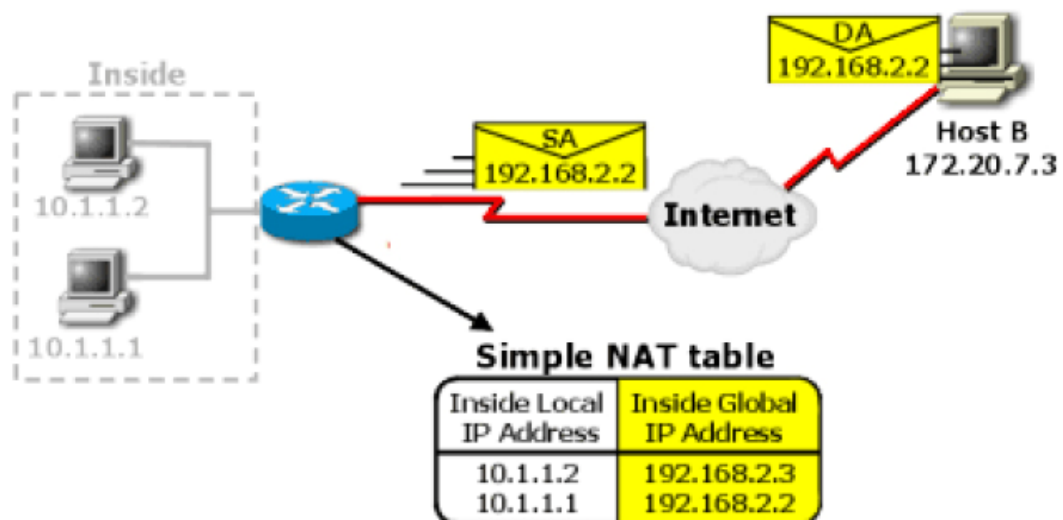 Inside
10.1.1.2
10.1.1.1
SA
192.168.2.2
Internet
DA
192.168.2.2
Host B
172.20.7.3
Simple NAT table
Inside Local Inside Global
IP Address IP Address
10.1.1.2 192.168.2.3
10.1.1.1 192.168.2.2